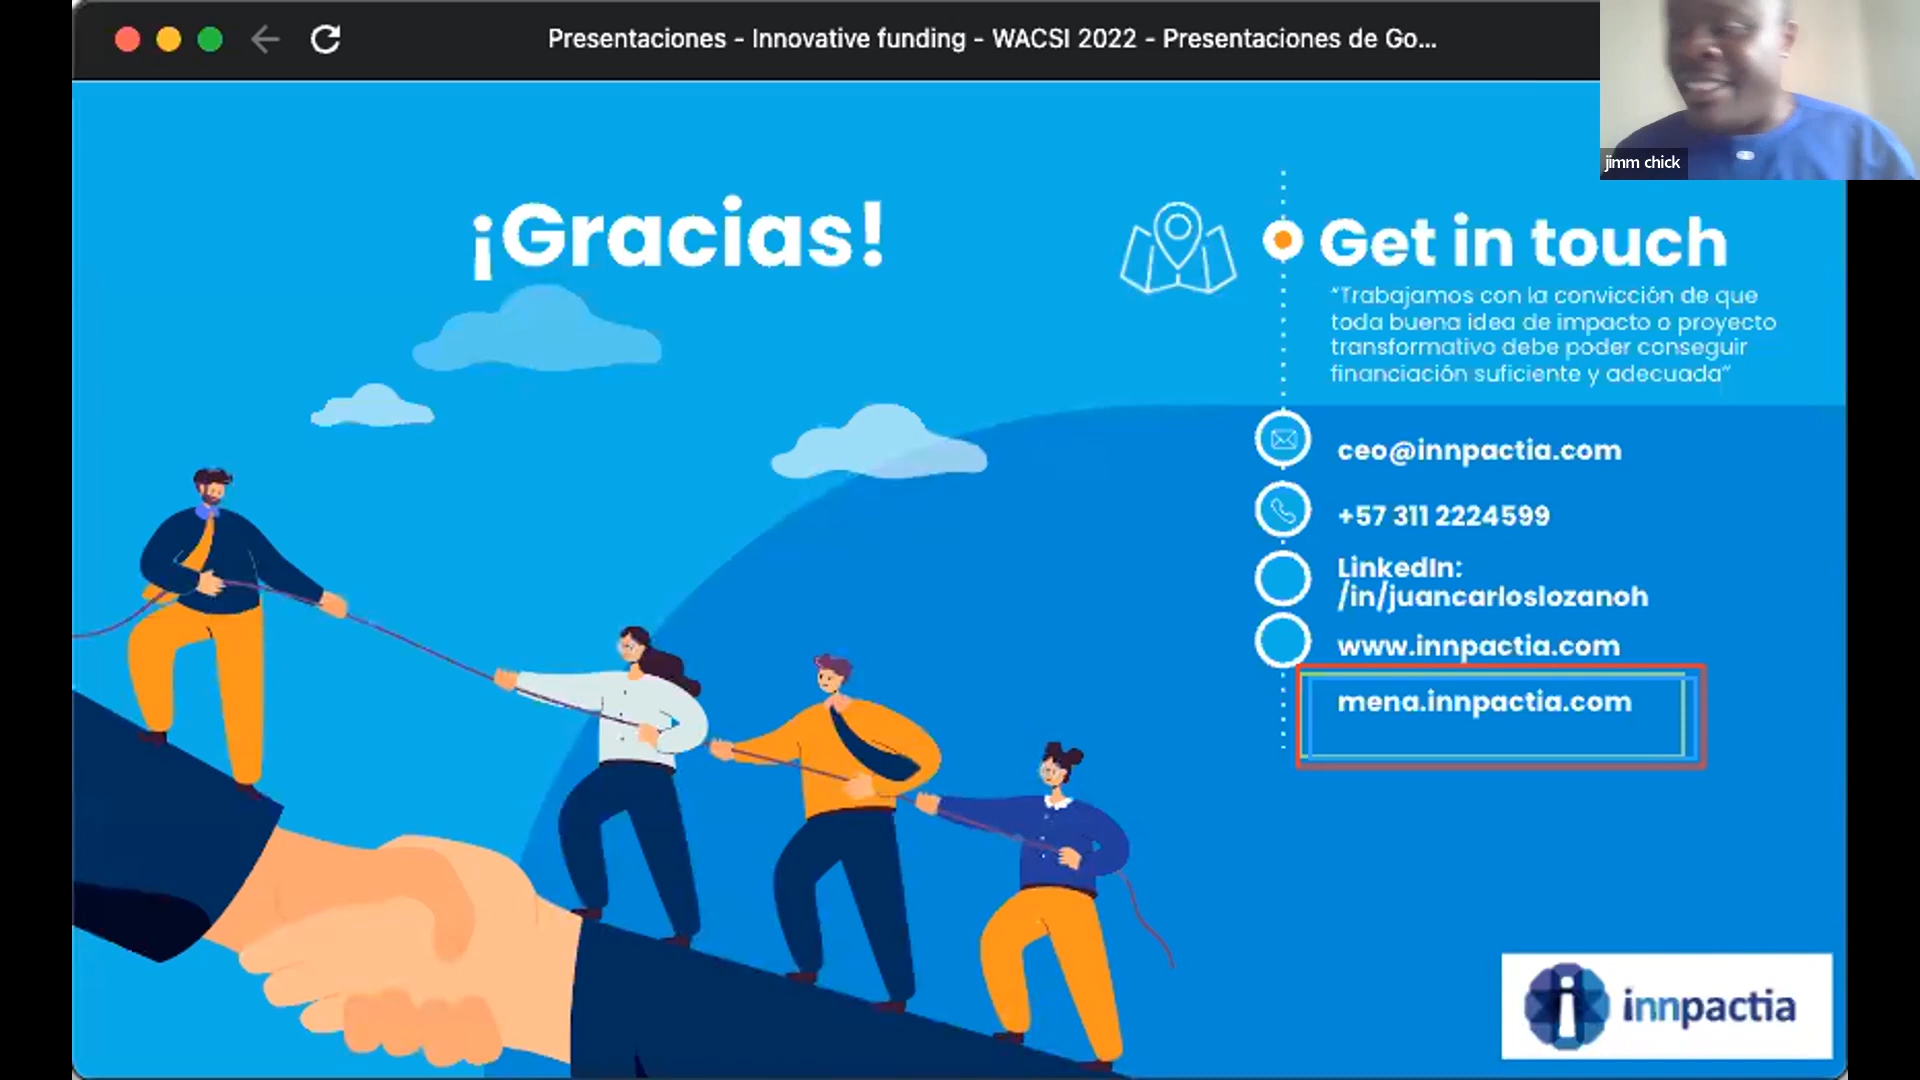 Presentaciones - Innovative funding - WACSI 2022 - Presentaciones de Go...
jimm chick
¡Gracias!
Get in touch
“Trabajamos con la convicción de que
toda buena idea de impacto o proyecto
transformativo debe poder conseguir
financiación suficiente y adecuada”
ceo@innpactia.com
+57 311 2224599
LinkedIn:
/in/juancarloslozanoh
www.innpactia.com
mena.innpactia.com
innpactia